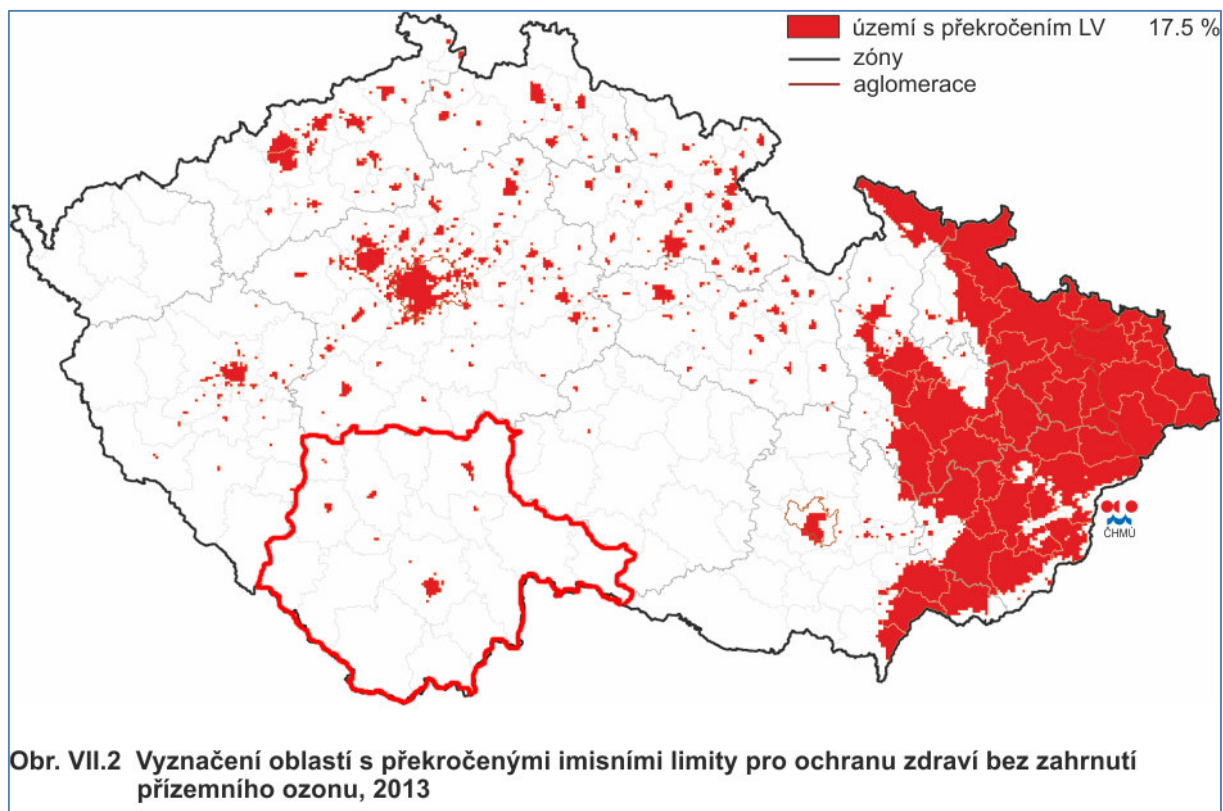 území s překročením LV 17.5 %
zóny
aglomerace
ČHMÚ
Obr. VII.2 Vyznačení oblastí s překročenými imisními limity pro ochranu zdraví bez zahrnutí
přízemního ozonu, 2013